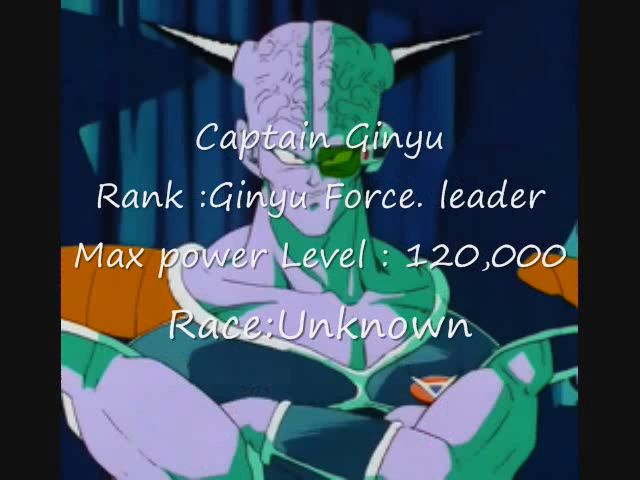 Captain Ginyu
Rank :Ginyu Force. leader
Max power Level : 120,000
Race:Unknown